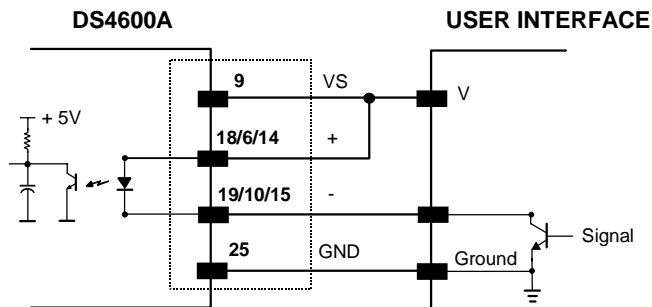 DS4600A
USER INTERFACE
9
VS
V
+ 5V
18/6/14
+
19/10/15
-
Signal
25
GND
Ground